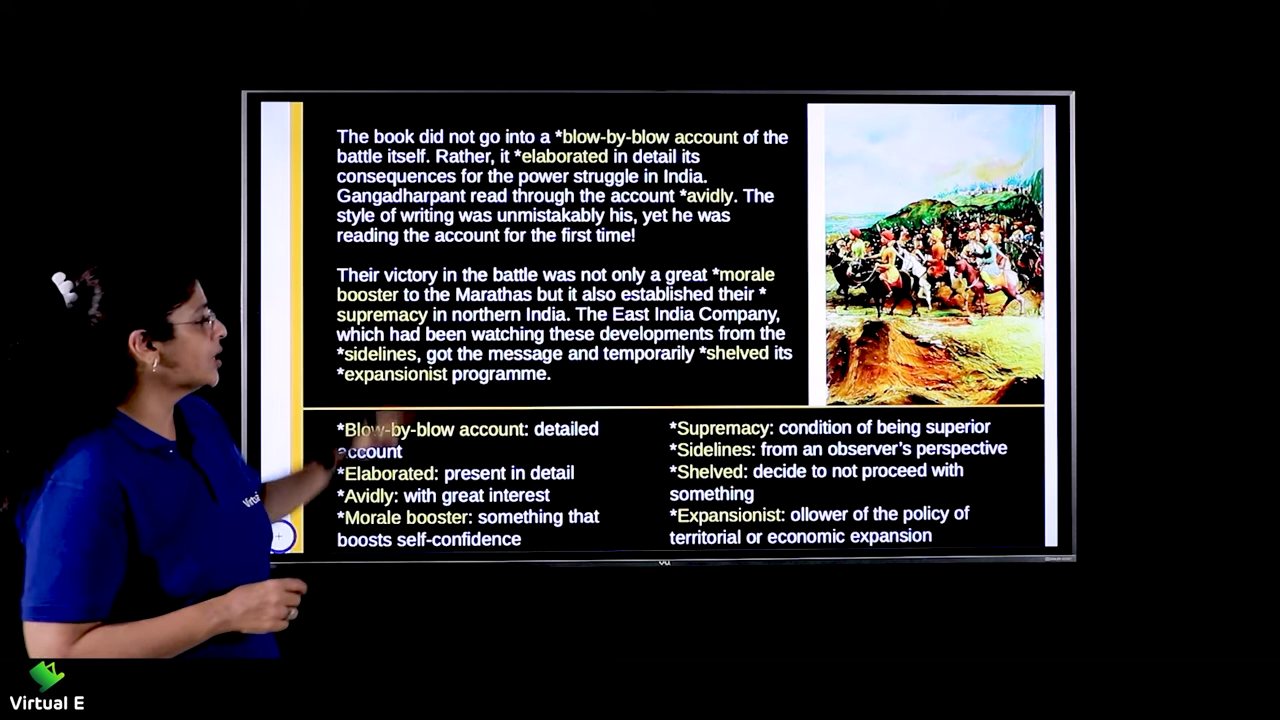 The book did not go into a *blow-by-blow account of the
battle itself. Rather, it *elaborated in detail its
consequences for the power struggle in India.
Gangadharpant read through the account *avidly. The
style of writing was unmistakably his, yet he was
reading the account for the first time!
Their victory in the battle was not only a great *morale
booster to the Marathas but it also established their *
supremacy in northern India. The East India Company,
which had been watching these developments from the
*sidelines, got the message and temporarily *shelved its
*expansionist programme.
*Blow-by-blow account: detailed
account
*Elaborated: present in detail
*Avidly: with great interest
*Morale booster: something that
boosts self-confidence
*Supremacy: condition of being superior
*Sidelines: from an observer's perspective
*Shelved: decide to not proceed with
something
*Expansionist: ollower of the policy of
territorial or economic expansion
Virtual E